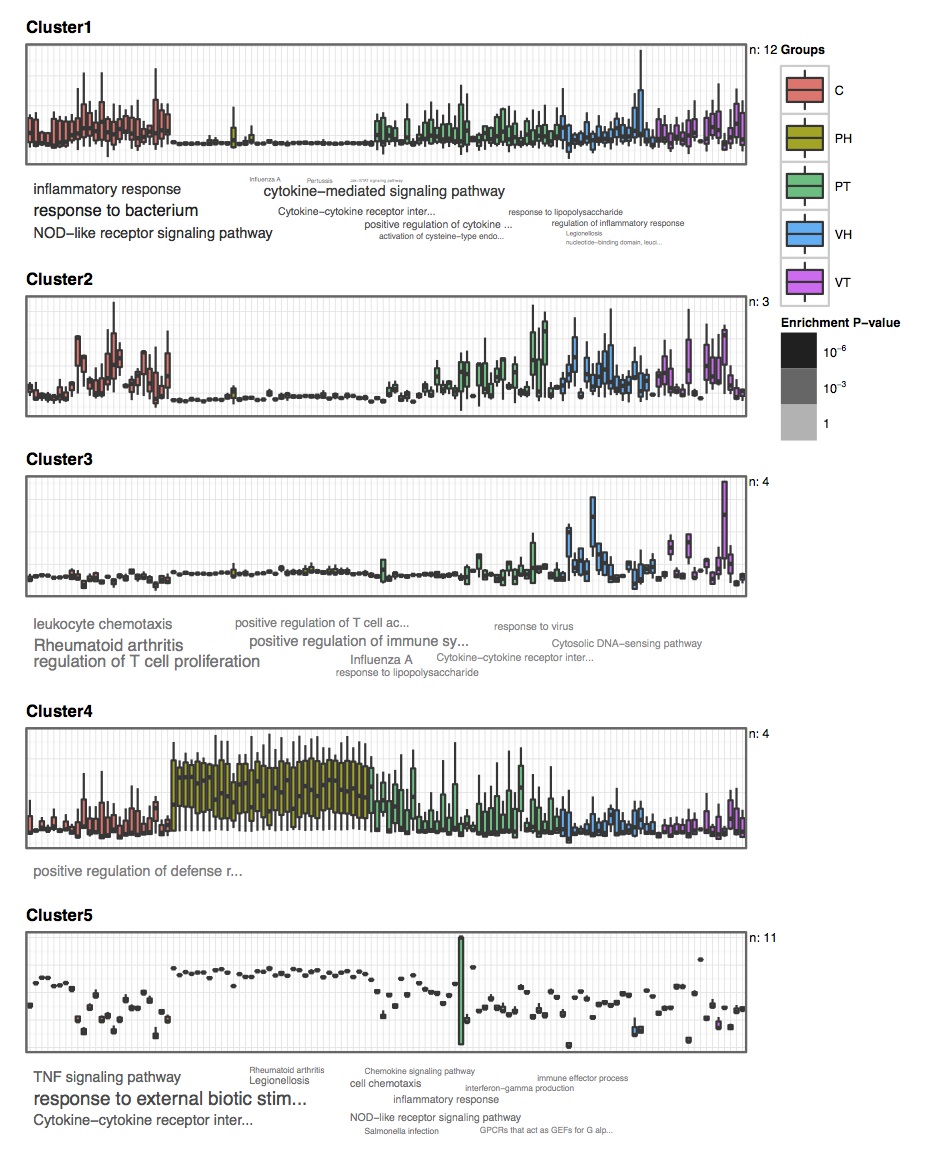 Cluster1
n: 12
Groups
C
PH
PT
VH
VT
Enrichment P−value
10−6
10−3
1
inflammatory response
response to bacterium
NOD−like receptor signaling pathway
Influenza A
Pertussis
Jak−STAT signaling pathway
cytokine−mediated signaling pathway
Cytokine−cytokine receptor inter...
positive regulation of cytokine ...
activation of cysteine−type endo...
response to lipopolysaccharide
regulation of inflammatory response
Legionellosis
nucleotide−binding domain, leuci...
Cluster2
n: 3
Cluster3
n: 4
leukocyte chemotaxis
Rheumatoid arthritis
regulation of T cell proliferation
positive regulation of T cell ac...
positive regulation of immune sy...
Influenza A
response to lipopolysaccharide
response to virus
Cytosolic DNA−sensing pathway
Cytokine−cytokine receptor inter...
Cluster4
n: 4
positive regulation of defense r...
Cluster5
n: 11
TNF signaling pathway
response to external biotic stim...
Cytokine−cytokine receptor inter...
Rheumatoid arthritis
Legionellosis
Chemokine signaling pathway
cell chemotaxis
inflammatory response
NOD−like receptor signaling pathway
Salmonella infection
immune effector process
interferon−gamma production
GPCRs that act as GEFs for G alp...